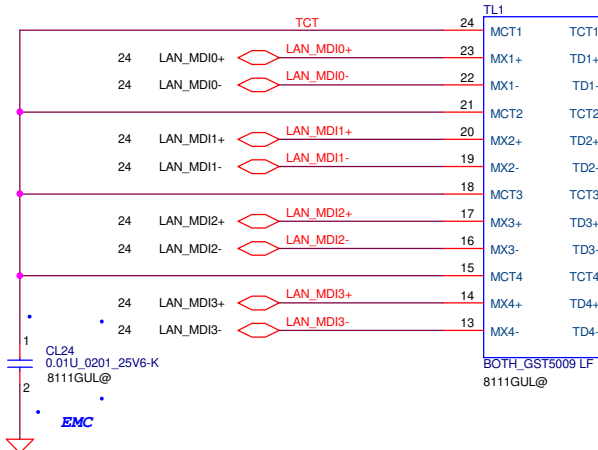 TL1
TCT 24 MCT1 TCT1
24 LAN_MDI0+ LAN_MDI0+ 23 MX1+ TD1+
24 LAN_MDI0- LAN_MDI0- 22 MX1- TD1-
21 MCT2 TCT2
24 LAN_MDI1+ LAN_MDI1+ 20 MX2+ TD2+
24 LAN_MDI1- LAN_MDI1- 19 MX2- TD2-
18 MCT3 TCT3
24 LAN_MDI2+ LAN_MDI2+ 17 MX3+ TD3+
24 LAN_MDI2- LAN_MDI2- 16 MX3- TD3-
15 MCT4 TCT4
24 LAN_MDI3+ LAN_MDI3+ 14 MX4+ TD4+
24 LAN_MDI3- LAN_MDI3- 13 MX4- TD4-
1
CL24
0.01U_0201_25V6-K
8111GUL@
2
BOTH_GST5009 LF
8111GUL@
EMC